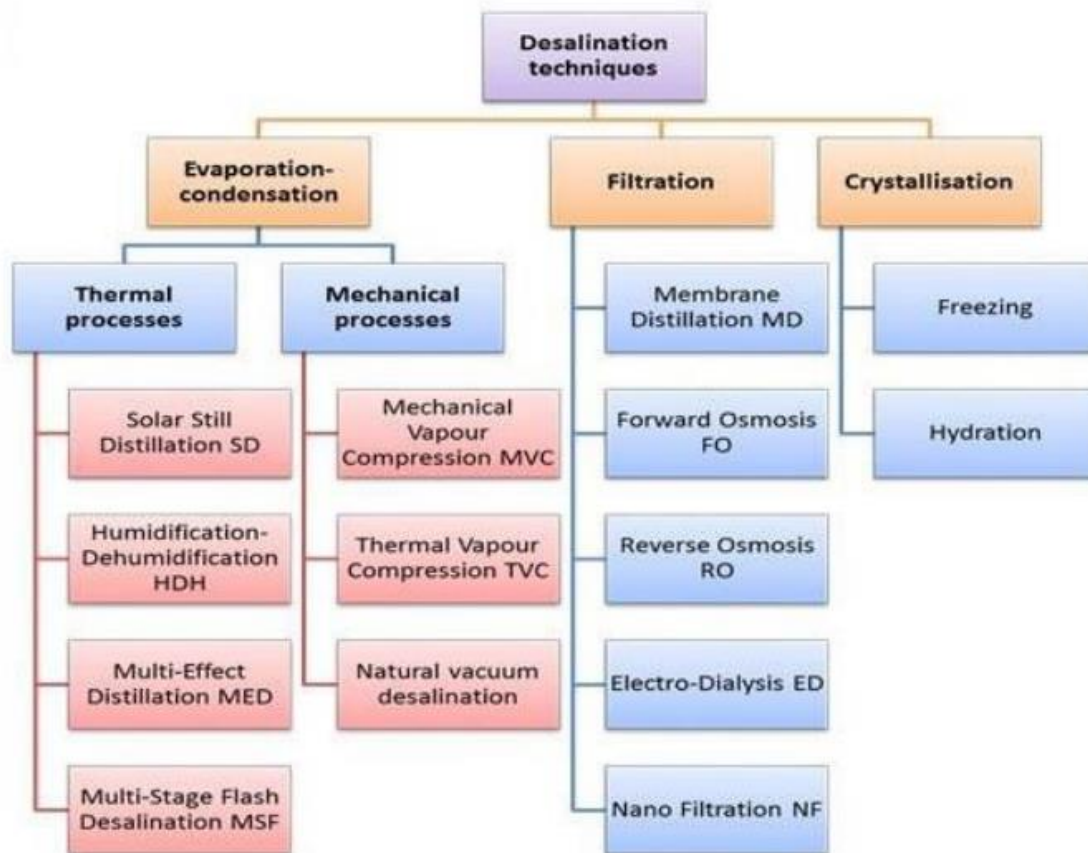 Desalination
techniques
Evaporation-
condensation
Filtration
Crystallisation
Thermal
processes
Mechanical
processes
Membrane
Distillation MD
Freezing
Solar Still
Distillation SD
Mechanical
Vapour
Compression MVC
Forward Osmosis
FO
Hydration
Humidification-
Dehumidification
HDH
Thermal Vapour
Compression TVC
Reverse Osmosis
RO
Multi-Effect
Distillation MED
Natural vacuum
desalination
Electro-Dialysis ED
Multi-Stage Flash
Desalination MSF
Nano Filtration NF